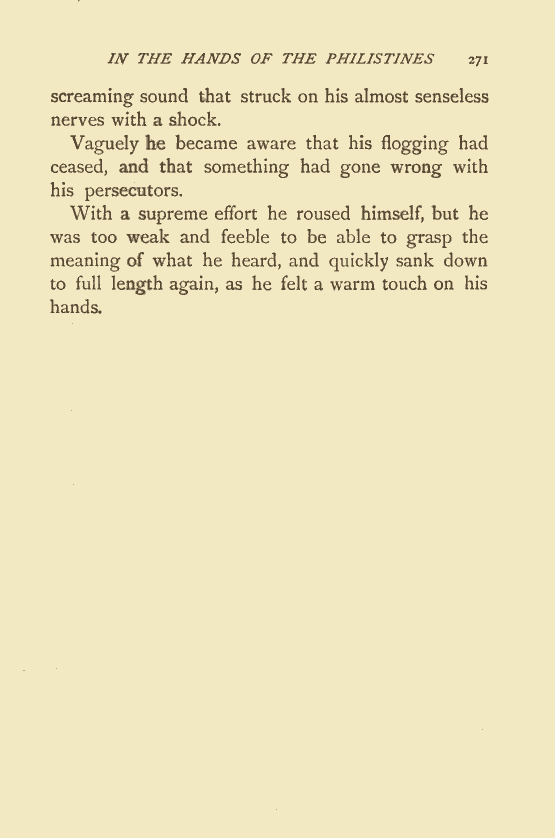 IN THE HANDS OF THE PHILISTINES 271
screaming sound that struck on his almost senseless
nerves with a shock.
Vaguely he became aware that his flogging had
ceased, and that something had gone wrong with
his persecutors.
With a supreme effort he roused himself, but he
was too weak and feeble to be able to grasp the
meaning of what he heard, and quickly sank down
to full length again, as he felt a warm touch on his
hands.